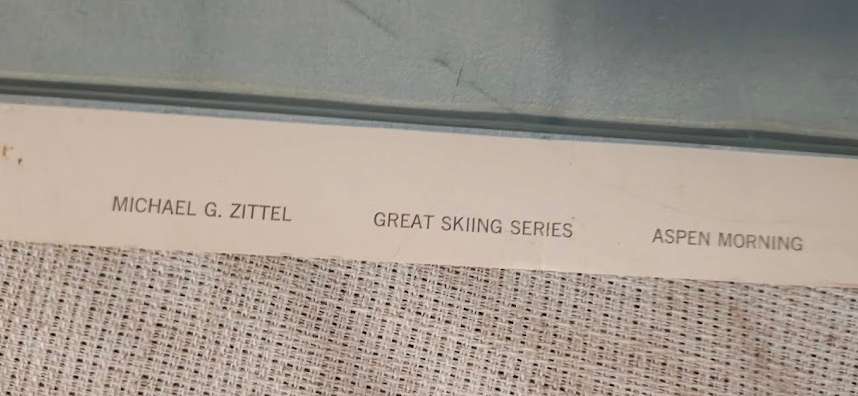 MICHAEL G. ZITTEL GREAT SKIING SERIES ASPEN MORNING